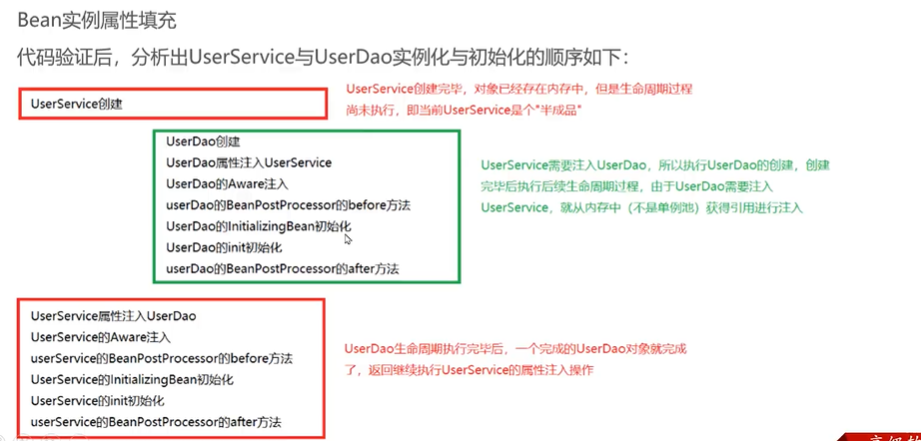 Bean实例属性填充
代码验证后，分析出UserService与UserDao实例化与初始化的顺序如下：
UserService创建
UserService创建完毕，对象已经存在内存中，但是生命周期过程
尚未执行，即当前UserService是个"半成品"
UserDao创建
UserDao属性注入UserService
UserDao的Aware注入
userDao的BeanPostProcessor的before方法
UserDao的InitializingBean初始化
UserDao的init初始化
userDao的BeanPostProcessor的after方法
UserService需要注入UserDao，所以执行UserDao的创建，创建
完毕后执行后续生命周期过程，由于UserDao需要注入
UserService，就从内存中（不是单例池）获得引用进行注入
UserService属性注入UserDao
UserService的Aware注入
userService的BeanPostProcessor的before方法
UserService的InitializingBean初始化
UserService的init初始化
userService的BeanPostProcessor的after方法
UserDao生命周期执行完毕后，一个完成的UserDao对象就完成
了，返回继续执行UserService的属性注入操作